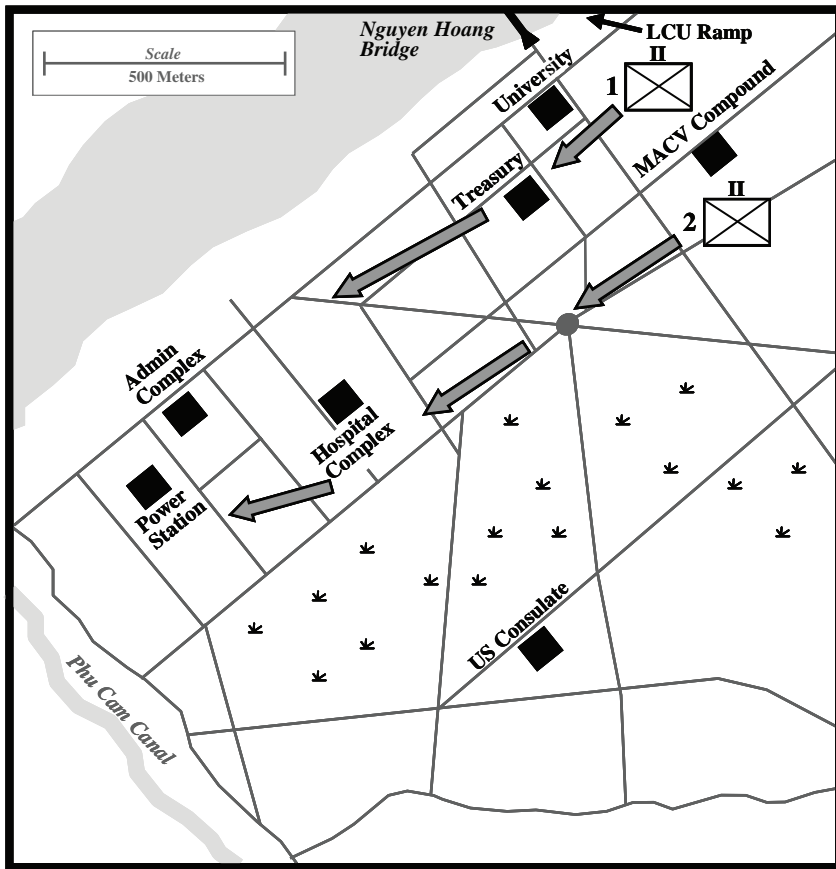 Nguyen Hoang
Bridge
LCU Ramp
Scale
500 Meters
University
II
1
MACV Compound
Treasury
II
2
Admin
Complex
Hospital
Complex
Power
Station
US Consulate
Phu Cam Canal